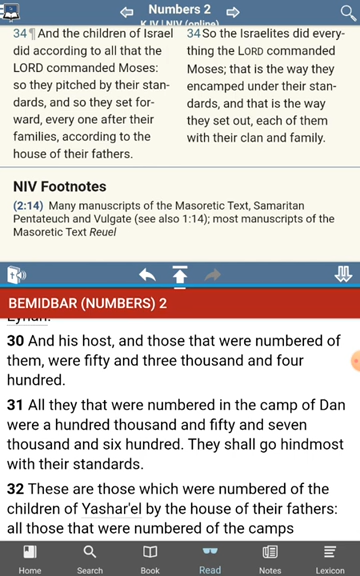 Numbers 2
KJV | NIV (online)
34¶ And the children of Israel
did according to all that the
LORD commanded Moses:
so they pitched by their stan-
dards, and so they set for-
ward, every one after their
families, according to the
house of their fathers.
34 So the Israelites did every-
thing the LORD commanded
Moses; that is the way they
encamped under their stan-
dards, and that is the way
they set out, each of them
with their clan and family.
NIV Footnotes
(2:14) Many manuscripts of the Masoretic Text, Samaritan
Pentateuch and Vulgate (see also 1:14); most manuscripts of the
Masoretic Text Reuel
BEMIDBAR (NUMBERS) 2
30 And his host, and those that were numbered of
them, were fifty and three thousand and four
hundred.
31 All they that were numbered in the camp of Dan
were a hundred thousand and fifty and seven
thousand and six hundred. They shall go hindmost
with their standards.
32 These are those which were numbered of the
children of Yashar'el by the house of their fathers:
all those that were numbered of the camps
Home
Search
Book
Read
Notes
Lexicon